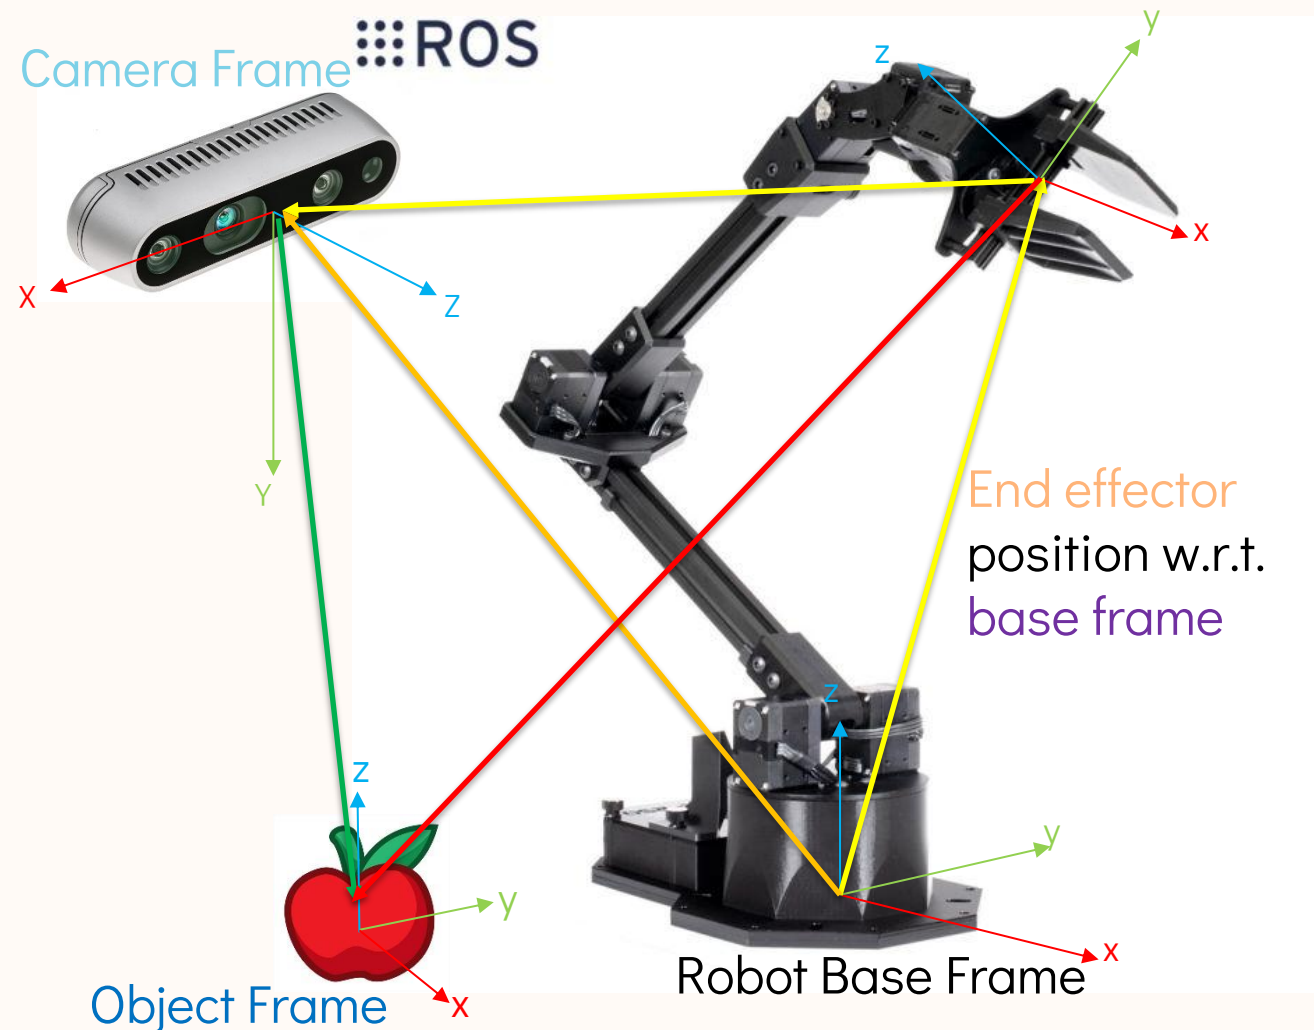 ROS
Camera Frame
X
Y
Z
z
y
x
End effector
position w.r.t.
base frame
z
y
x
Robot Base Frame
z
y
x
Object Frame